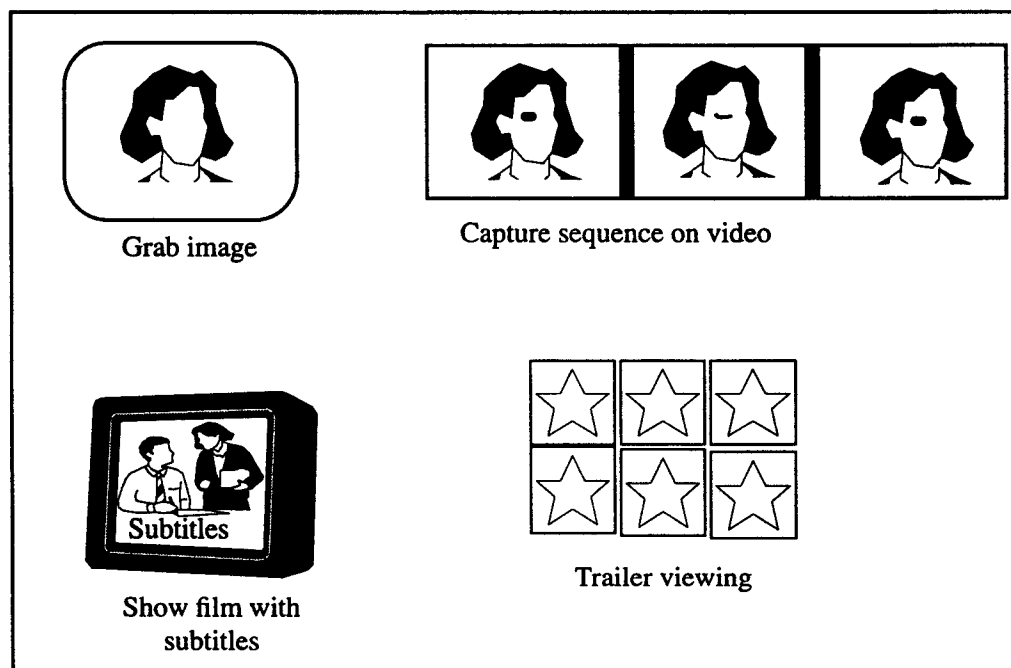 Grab image
Capture sequence on video
Subtitles
Show film with
subtitles
Trailer viewing